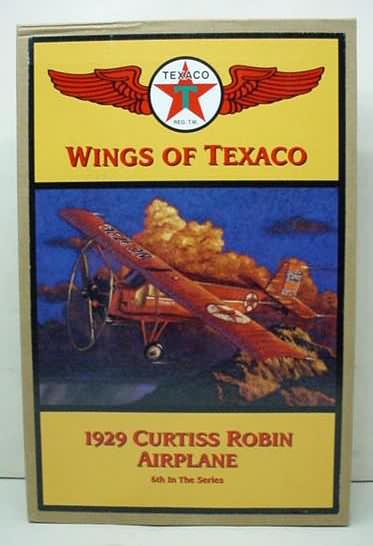 TEXACO
T
REG. T.M.
WINGS OF TEXACO
1929 CURTISS ROBIN
AIRPLANE
6th In The Series